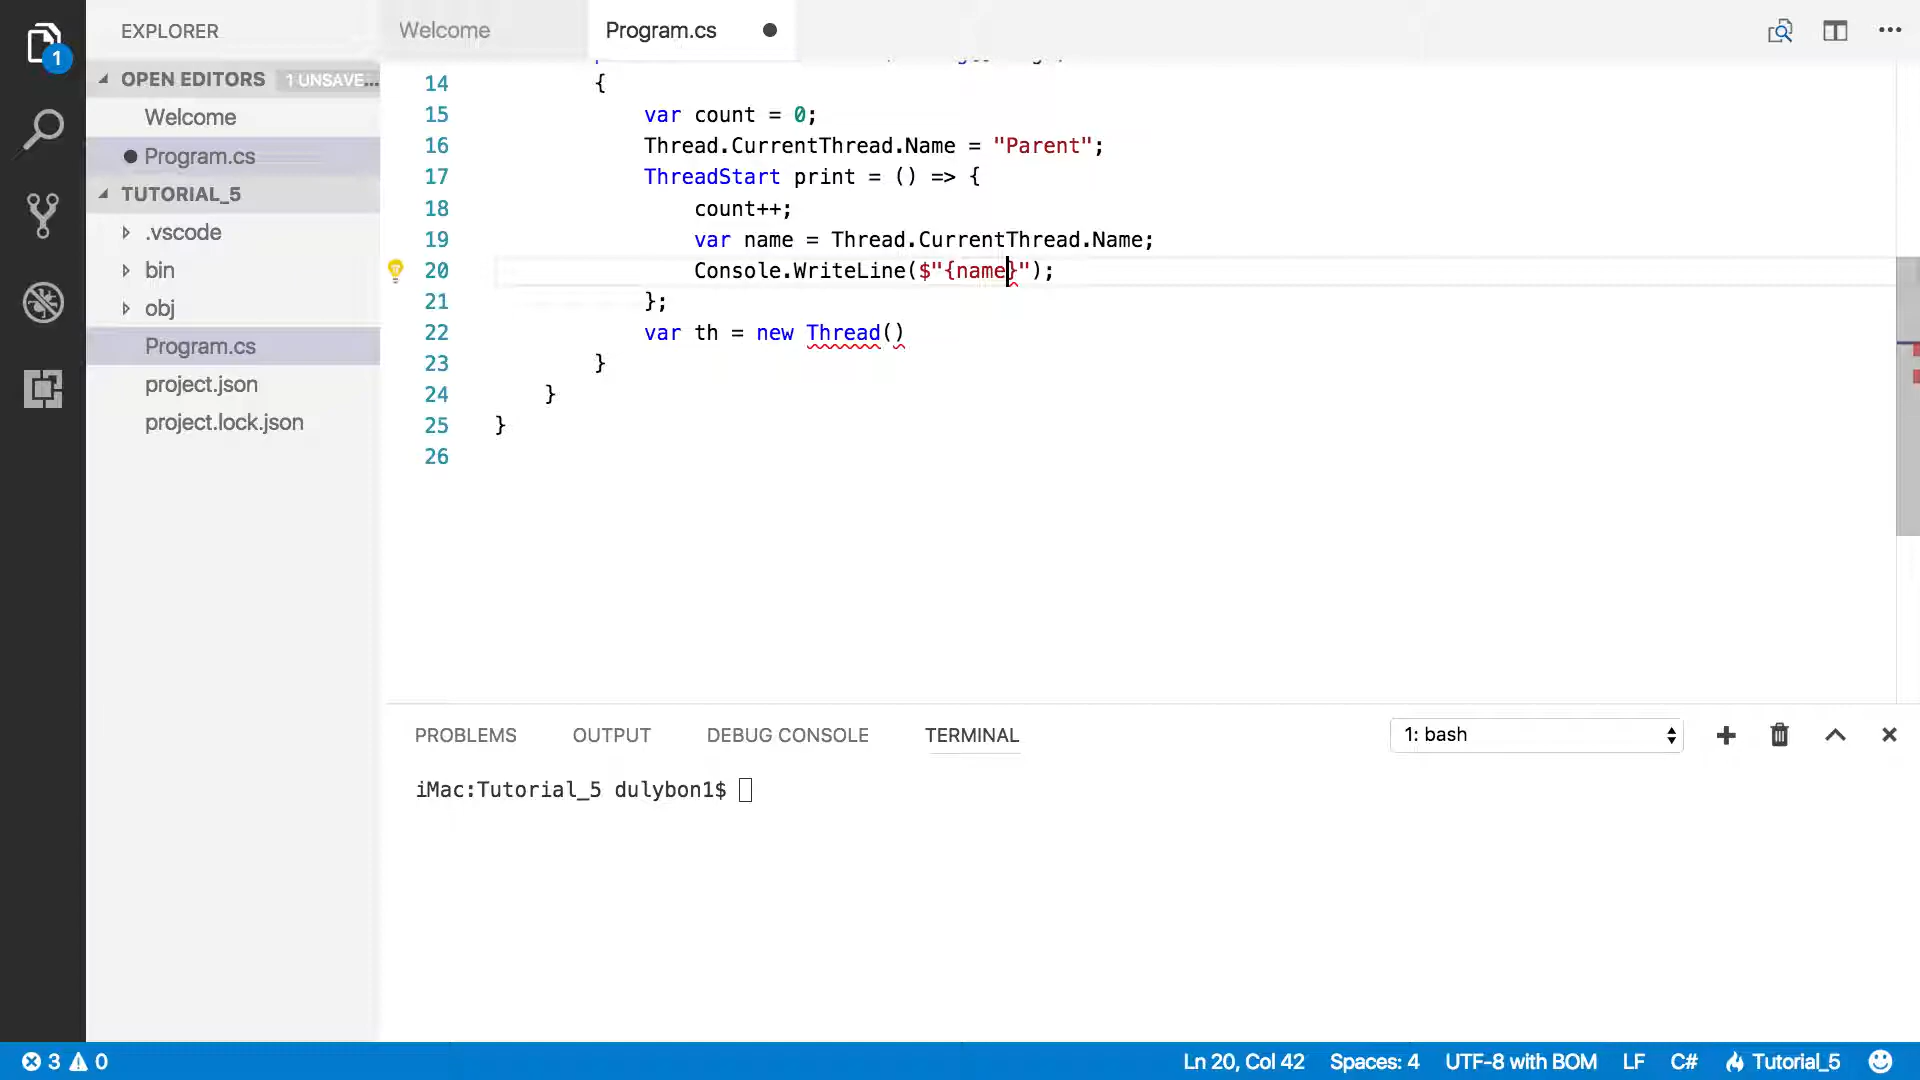 EXPLORER
Welcome
Program.cs
1
OPEN EDITORS
1 UNSAVE...
Welcome
Program.cs
TUTORIAL_5
.vscode
bin
obj
Program.cs
project.json
project.lock.json
14 {
15 var count = 0;
16 Thread.CurrentThread.Name = "Parent";
17 ThreadStart print = () => {
18 count++;
19 var name = Thread.CurrentThread.Name;
20 Console.WriteLine($"{name}");
21 };
22 var th = new Thread()
23 }
24 }
25 }
26
PROBLEMS
OUTPUT
DEBUG CONSOLE
TERMINAL
1: bash
iMac:Tutorial_5 dulybon1$
3
0
Ln 20, Col 42
Spaces: 4
UTF-8 with BOM
LF
C#
Tutorial_5